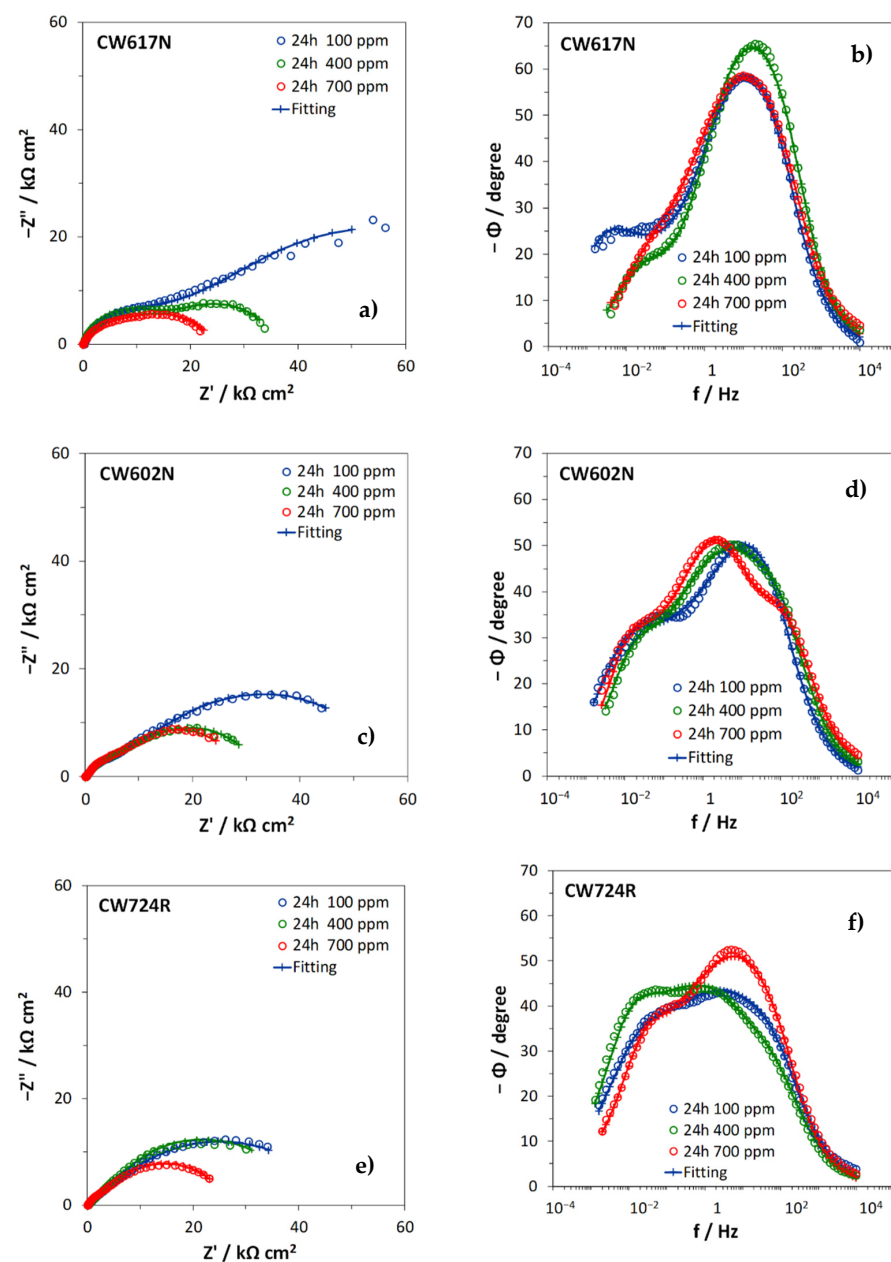 CW617N
24h 100 ppm
24h 400 ppm
24h 700 ppm
Fitting
a)
60
40
20
0
0 20 40 60
−Z'' / kΩ cm²
Z' / kΩ cm²
CW617N
b)
24h 100 ppm
24h 400 ppm
24h 700 ppm
Fitting
70
60
50
40
30
20
10
0
10⁻⁴ 10⁻² 1 10² 10⁴
− Φ / degree
f / Hz
CW602N
24h 100 ppm
24h 400 ppm
24h 700 ppm
Fitting
c)
60
40
20
0
0 20 40 60
−Z'' / kΩ cm²
Z' / kΩ cm²
CW602N
d)
24h 100 ppm
24h 400 ppm
24h 700 ppm
Fitting
70
60
50
40
30
20
10
0
10⁻⁴ 10⁻² 1 10² 10⁴
− Φ / degree
f / Hz
CW724R
24h 100 ppm
24h 400 ppm
24h 700 ppm
Fitting
e)
60
40
20
0
0 20 40 60
−Z'' / kΩ cm²
Z' / kΩ cm²
CW724R
f)
24h 100 ppm
24h 400 ppm
24h 700 ppm
Fitting
70
60
50
40
30
20
10
0
10⁻⁴ 10⁻² 1 10² 10⁴
− Φ / degree
f / Hz